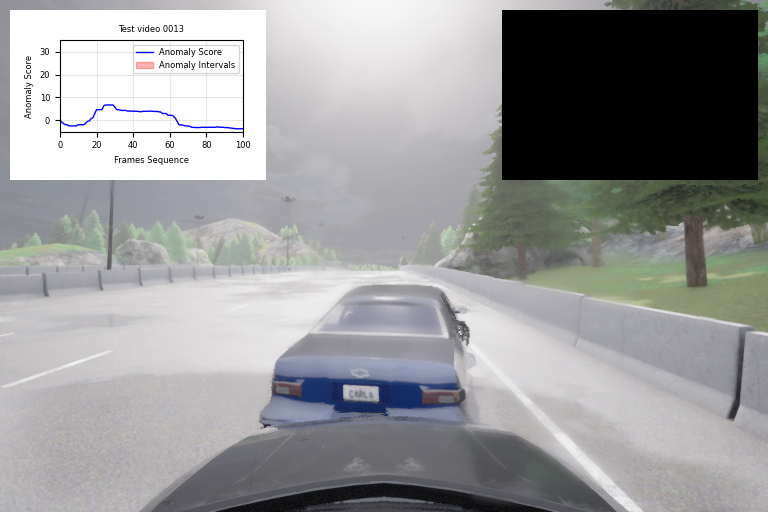 Test video 0013
Anomaly Score
30
20
10
0
Anomaly Score
Anomaly Intervals
0 20 40 60 80 100
Frames Sequence
CARLA